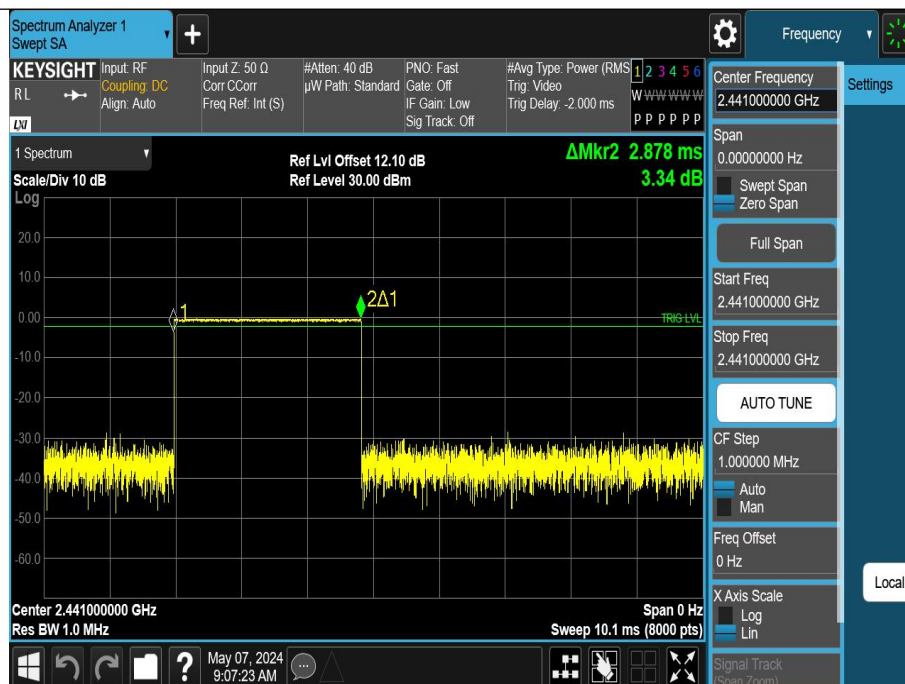 Spectrum Analyzer 1
Swept SA
Frequency
KEYSIGHT
RL
LXI
Input: RF
Coupling: DC
Align: Auto
Input Z: 50 Ω
Corr CCorr
Freq Ref: Int (S)
#Atten: 40 dB
µW Path: Standard
PNO: Fast
Gate: Off
IF Gain: Low
Sig Track: Off
#Avg Type: Power (RMS
Trig: Video
Trig Delay: -2.000 ms
1 2 3 4 5 6
W W W W W W
P P P P P P
Center Frequency
2.441000000 GHz
Settings
Span
0.00000000 Hz
Swept Span
Zero Span
Full Span
Start Freq
2.441000000 GHz
Stop Freq
2.441000000 GHz
AUTO TUNE
CF Step
1.000000 MHz
Auto
Man
Freq Offset
0 Hz
X Axis Scale
Log
Lin
Signal Track
(Span Zoom)
Local
1 Spectrum
Scale/Div 10 dB
Log
Ref Lvl Offset 12.10 dB
Ref Level 30.00 dBm
ΔMkr2 2.878 ms
3.34 dB
20.0
10.0
0.00
-10.0
-20.0
-30.0
-40.0
-50.0
-60.0
1
2Δ1
TRIG LVL
Center 2.441000000 GHz
Res BW 1.0 MHz
Span 0 Hz
Sweep 10.1 ms (8000 pts)
?
May 07, 2024
9:07:23 AM